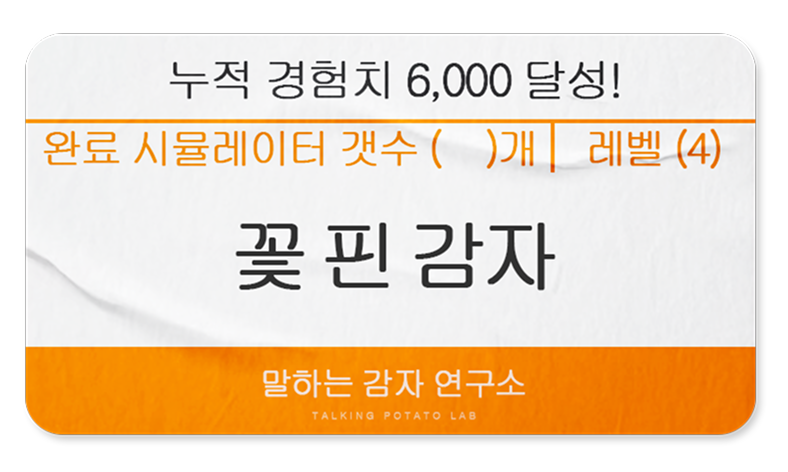 누적 경험치 6,000 달성!
완료 시뮬레이터 갯수 (    )개 | 레벨 (4)
꽃 핀 감자
말하는 감자 연구소
TALKING POTATO LAB